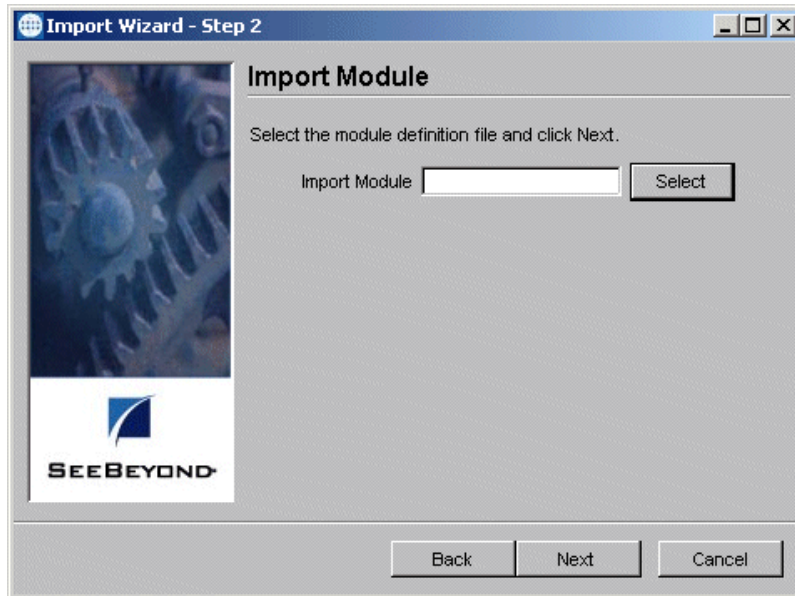 Import Wizard - Step 2
Import Module
Select the module definition file and click Next.
Import Module Select
SEEBEYOND
Back Next Cancel